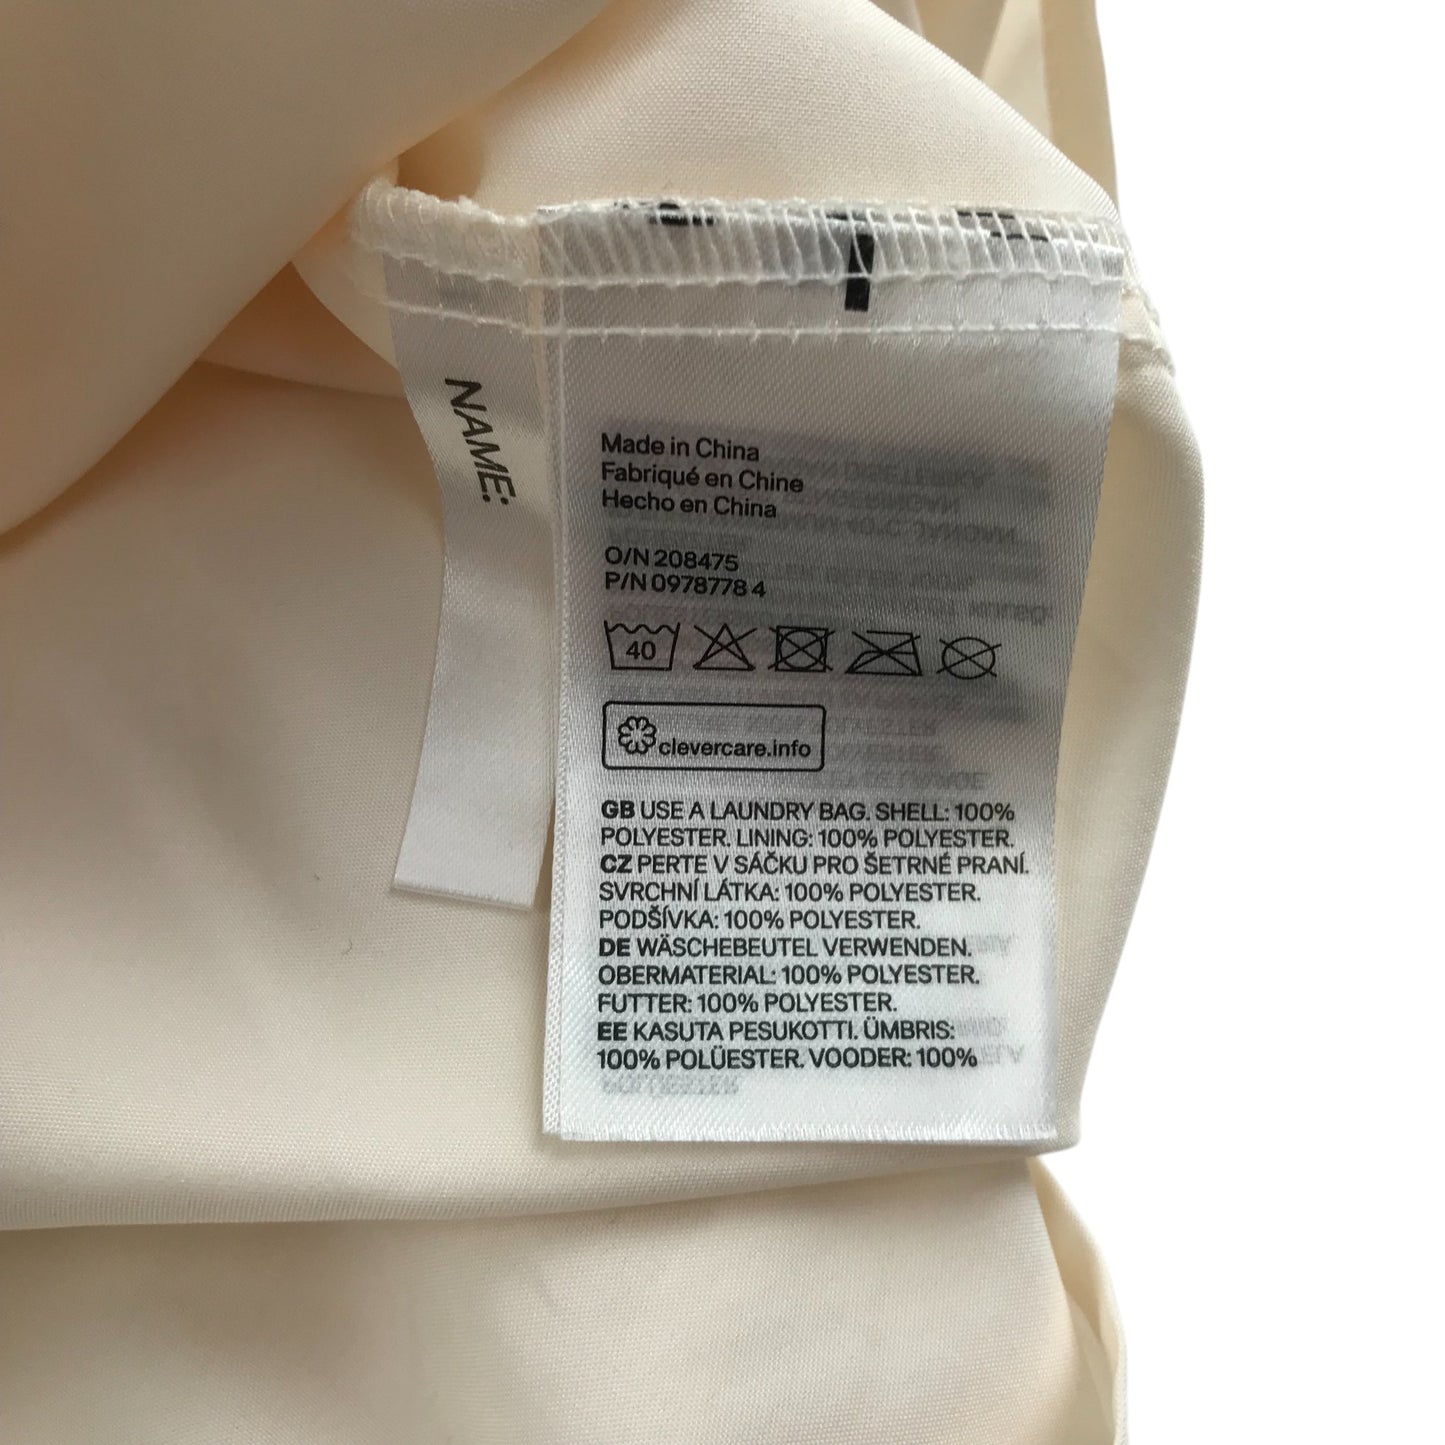 NAME:
Made in China
Fabriqué en Chine
Hecho en China
O/N 208475
P/N 0978778 4
40
clevercare.info
GB USE A LAUNDRY BAG. SHELL: 100%
POLYESTER. LINING: 100% POLYESTER.
CZ PERTE V SÁČKU PRO ŠETRNÉ PRANÍ.
SVRCHNÍ LÁTKA: 100% POLYESTER.
PODŠÍVKA: 100% POLYESTER.
DE WÄSCHEBEUTEL VERWENDEN.
OBERMATERIAL: 100% POLYESTER.
FUTTER: 100% POLYESTER.
EE KASUTA PESUKOTTI. ÜMBRIS:
100% POLÜESTER. VOODER: 100%